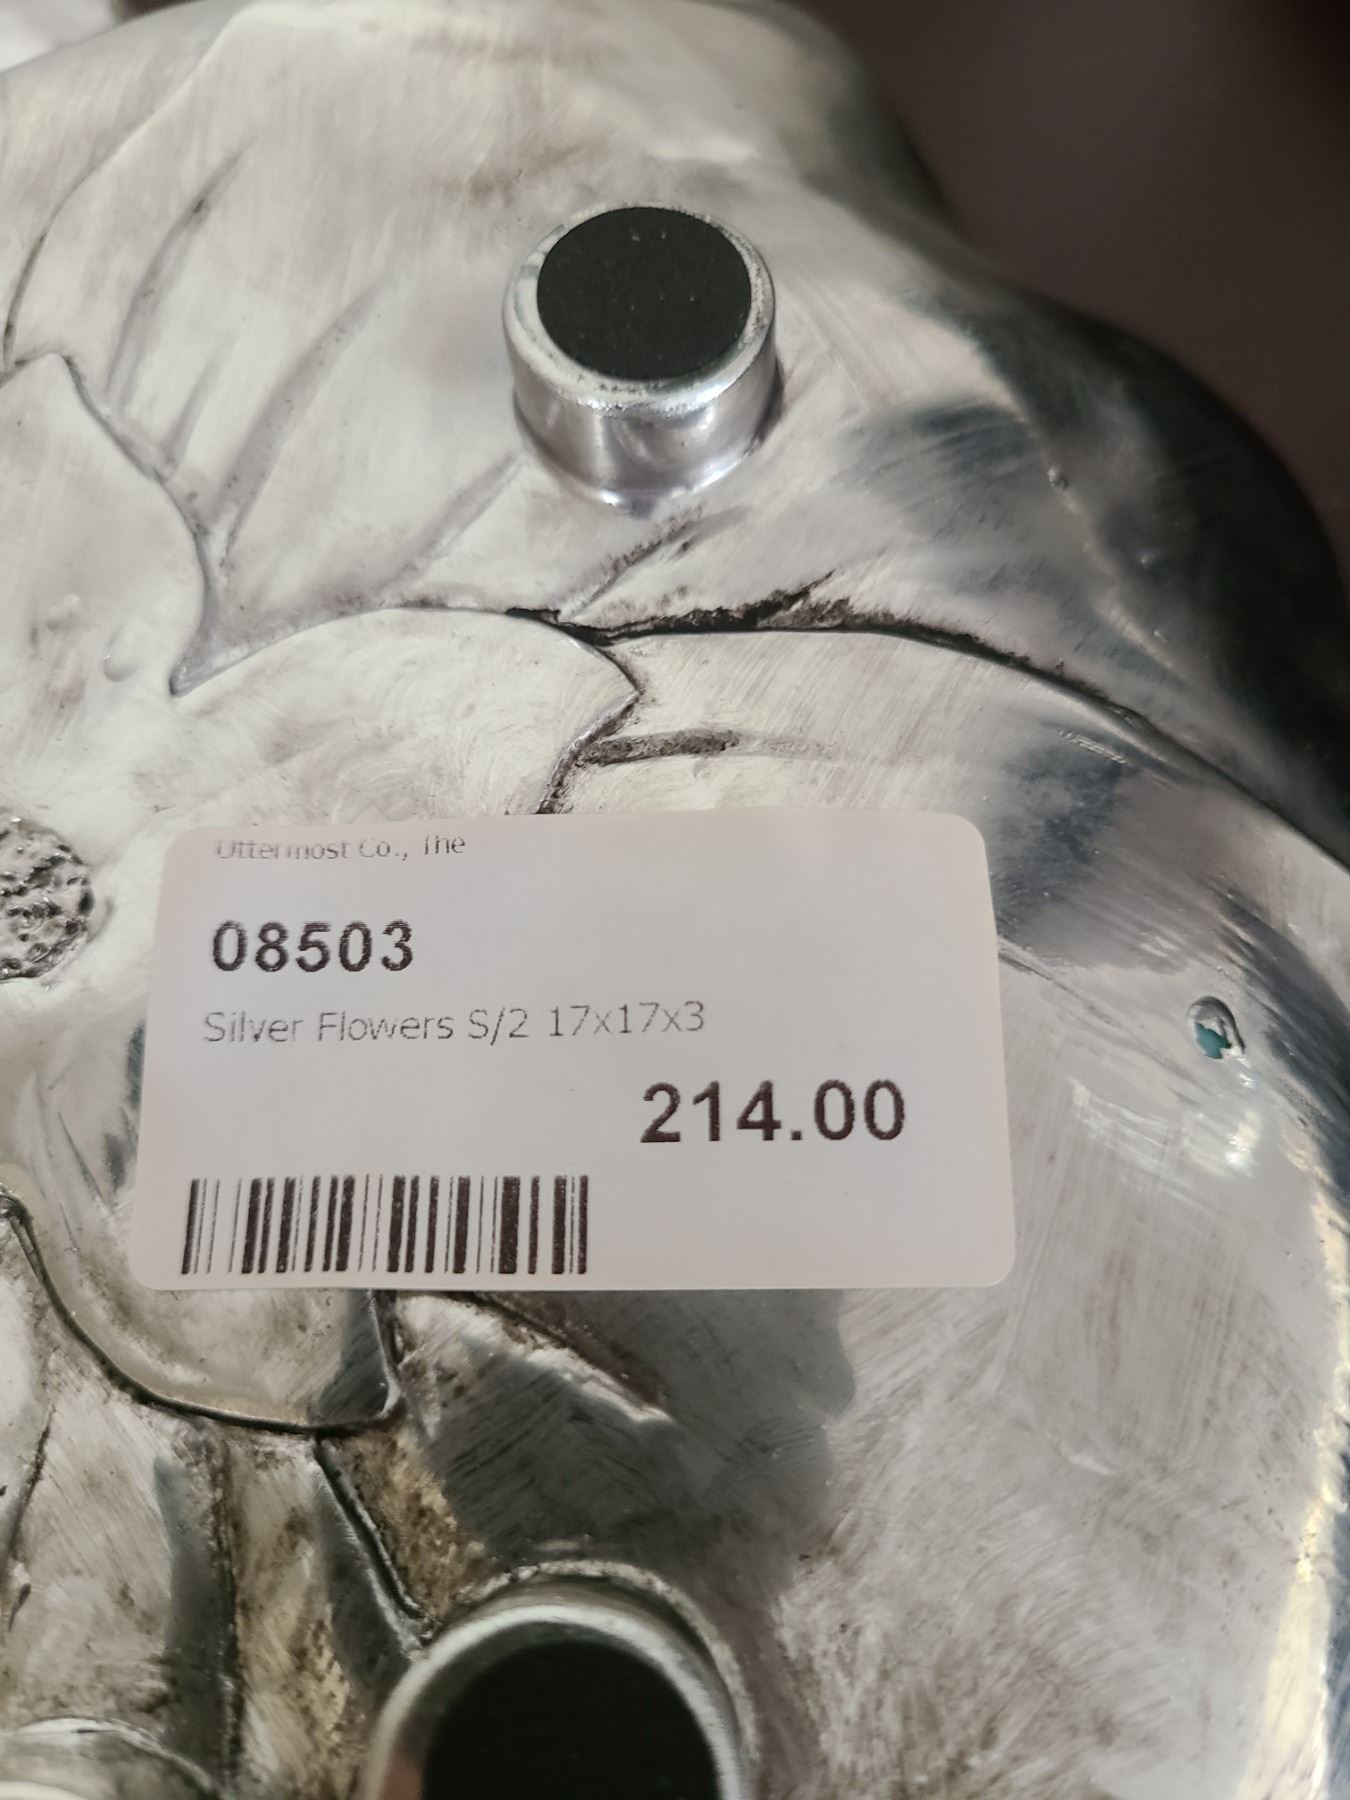 Uttermost Co., The
08503
Silver Flowers S/2 17x17x3
214.00